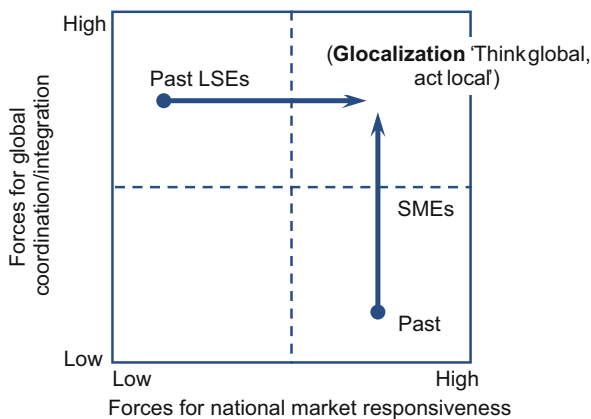 High
(Glocalization ‘Think global,
act local’)
Past LSEs
Forces for global
coordination/integration
SMEs
Past
Low
Low
High
Forces for national market responsiveness